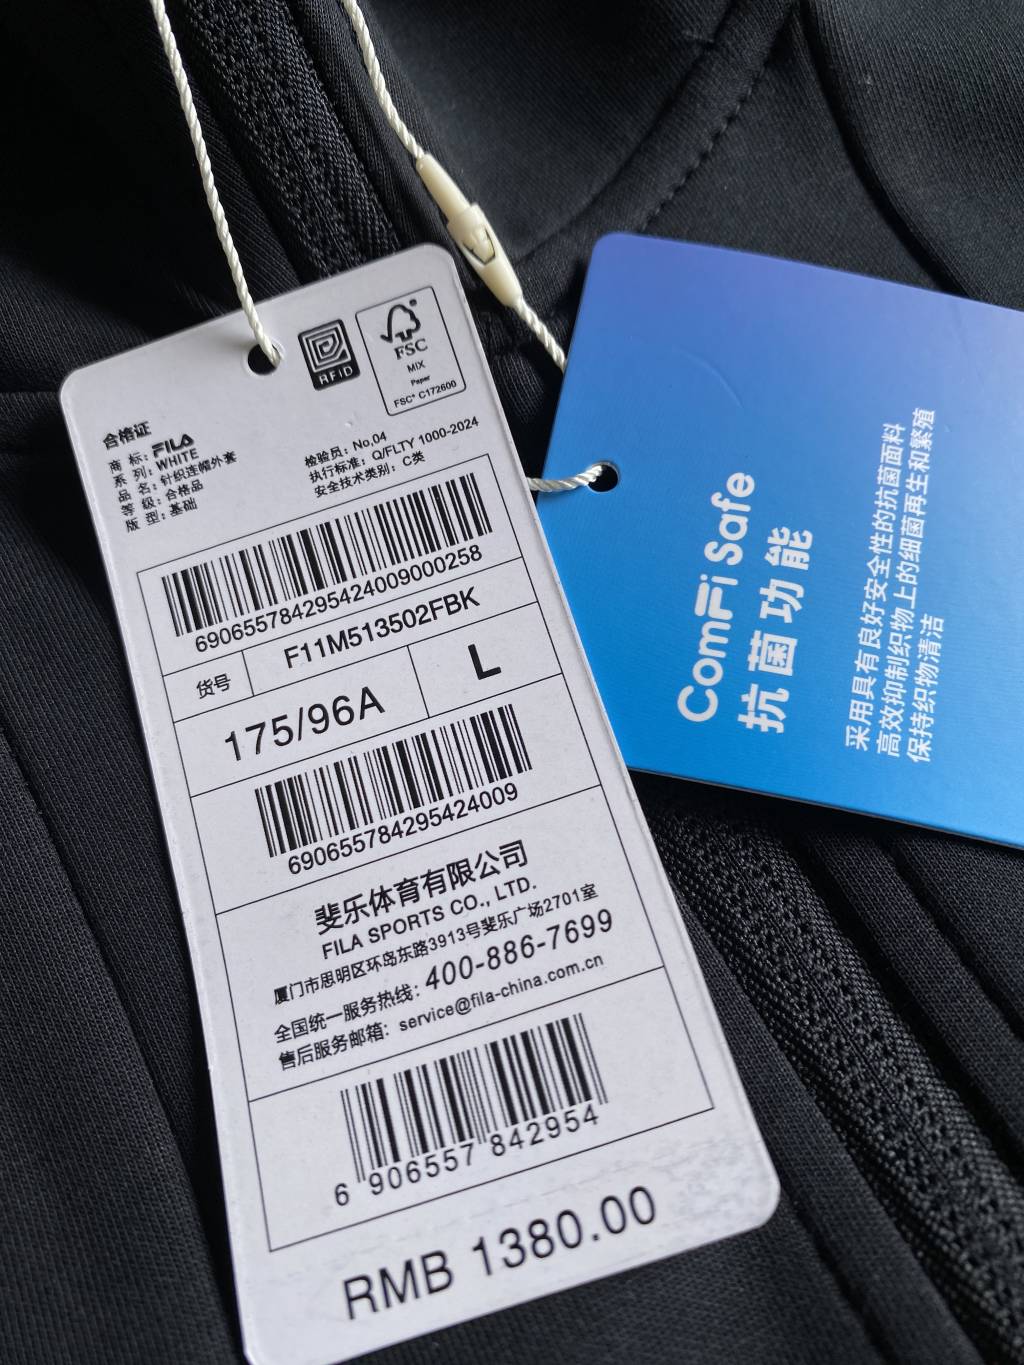 RFID
FSC
MIX
Paper
FSC® C172600
合格证
商 标: FILA
系 列: WHITE
品 名: 针织连帽外套
等 级: 合格品
版 型: 基础
检验员: No.04
执行标准: Q/FLTY 1000-2024
安全技术类别: C类
690655784295424009000258
货号 F11M513502FBK
175/96A L
690655784295424009
斐乐体育有限公司
FILA SPORTS CO., LTD.
厦门市思明区环岛东路3913号斐乐广场2701室
全国统一服务热线: 400-886-7699
售后服务邮箱: service@fila-china.com.cn
6 906557 842954
RMB 1380.00
ComFi Safe
抗菌功能
采用具有良好安全性的抗菌面料
高效抑制织物上的细菌再生和繁殖
保持织物清洁